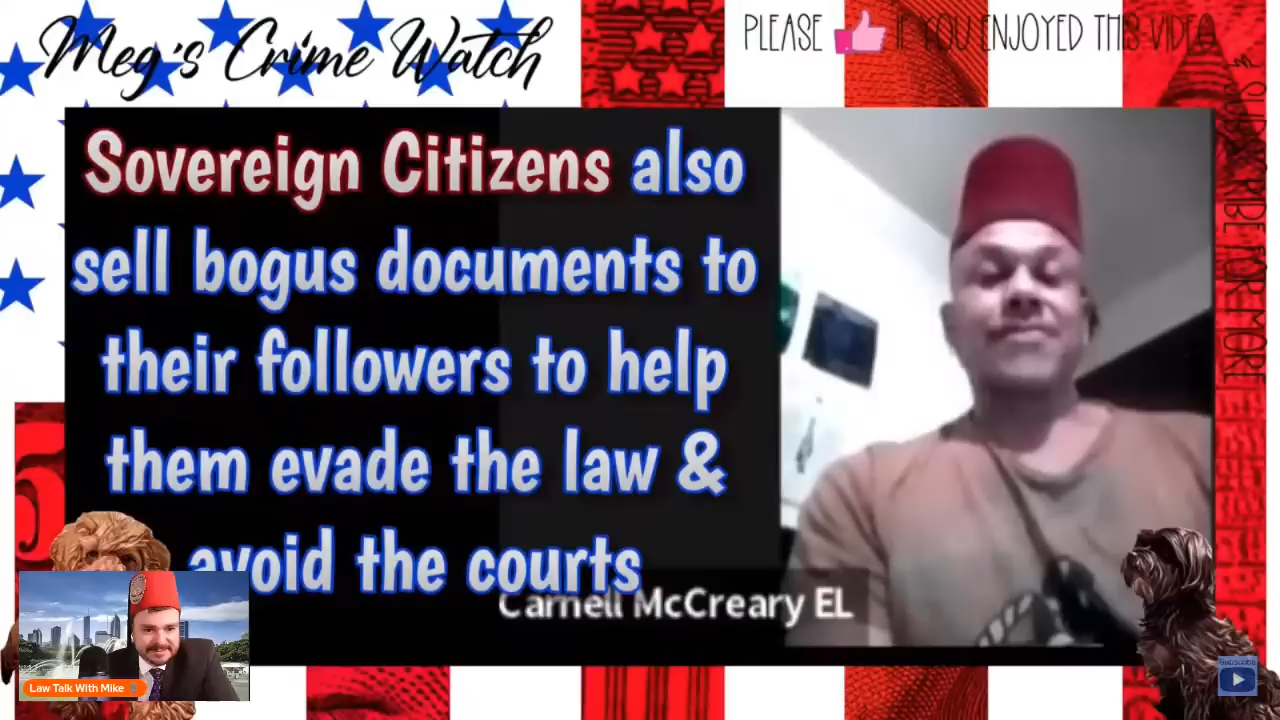 Meg's Crime Watch
PLEASE 👍 IF YOU ENJOYED THIS VIDEO
& SUBSCRIBE FOR MORE
Sovereign Citizens also
sell bogus documents to
their followers to help
them evade the law &
avoid the courts
Carnell McCreary EL
Law Talk With Mike
Subscribe